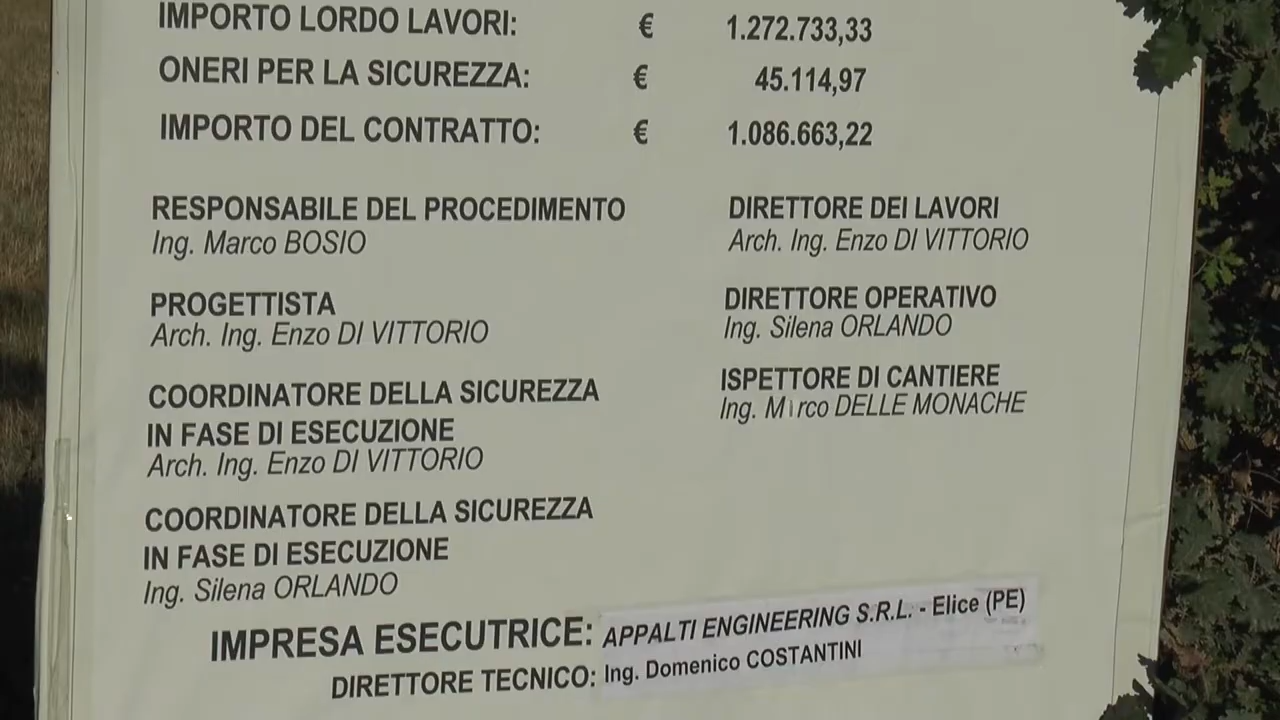 IMPORTO LORDO LAVORI: € 1.272.733,33
ONERI PER LA SICUREZZA: € 45.114,97
IMPORTO DEL CONTRATTO: € 1.086.663,22
RESPONSABILE DEL PROCEDIMENTO
Ing. Marco BOSIO
DIRETTORE DEI LAVORI
Arch. Ing. Enzo DI VITTORIO
PROGETTISTA
Arch. Ing. Enzo DI VITTORIO
DIRETTORE OPERATIVO
Ing. Silena ORLANDO
COORDINATORE DELLA SICUREZZA
IN FASE DI ESECUZIONE
Arch. Ing. Enzo DI VITTORIO
ISPETTORE DI CANTIERE
Ing. Mirco DELLE MONACHE
COORDINATORE DELLA SICUREZZA
IN FASE DI ESECUZIONE
Ing. Silena ORLANDO
IMPRESA ESECUTRICE: APPALTI ENGINEERING S.R.L. - Elice (PE)
DIRETTORE TECNICO: Ing. Domenico COSTANTINI